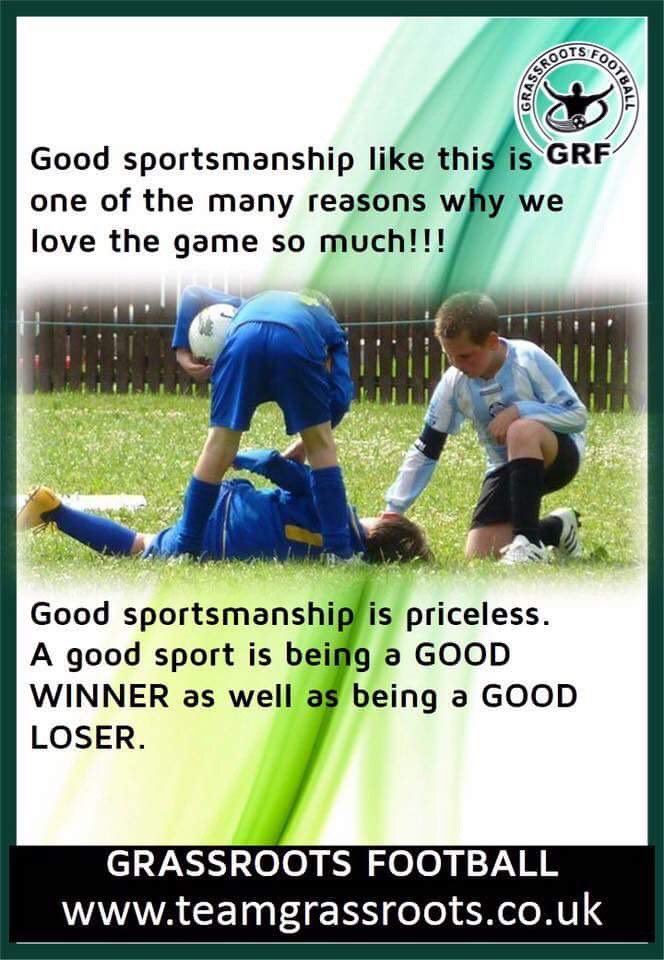 GRASSROOTS FOOTBALL
GRF
Good sportsmanship like this is
one of the many reasons why we
love the game so much!!!
Good sportsmanship is priceless.
A good sport is being a GOOD
WINNER as well as being a GOOD
LOSER.
GRASSROOTS FOOTBALL
www.teamgrassroots.co.uk